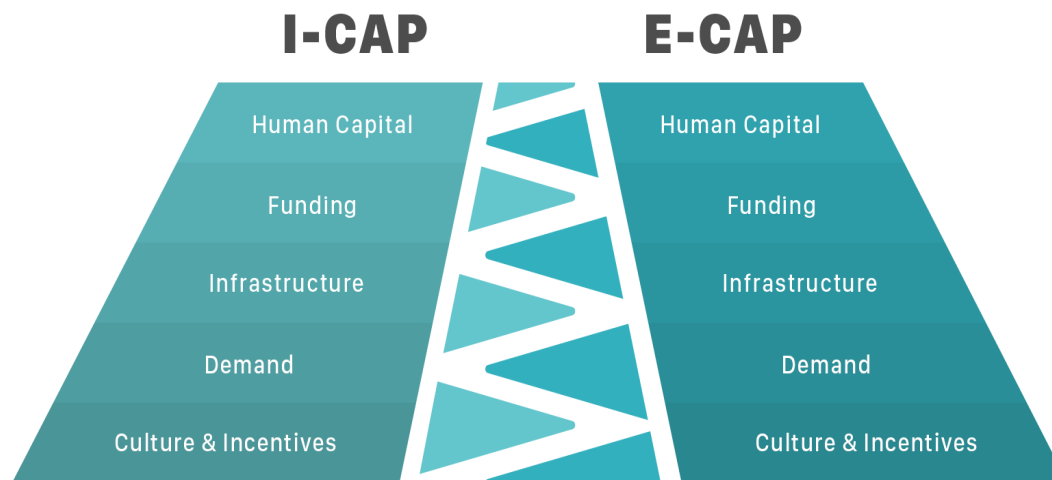 I-CAP
E-CAP
Human Capital
Human Capital
Funding
Funding
Infrastructure
Infrastructure
Demand
Demand
Culture & Incentives
Culture & Incentives